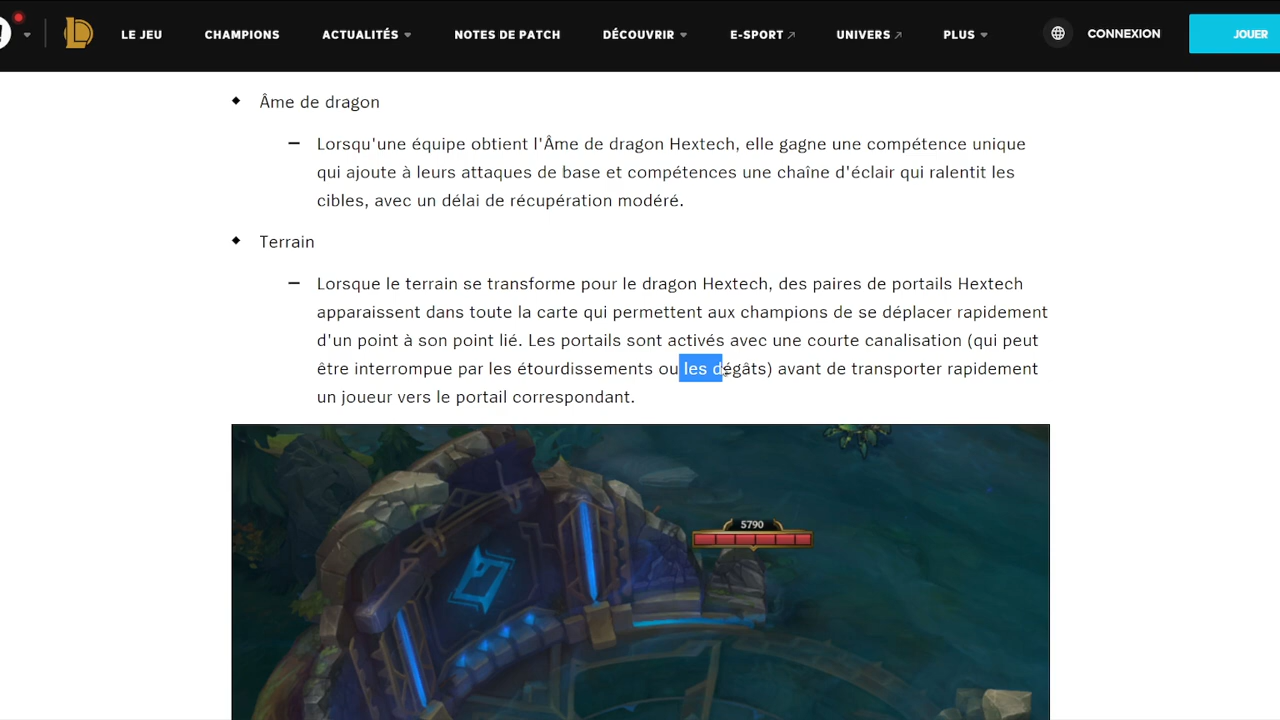 LE JEU CHAMPIONS ACTUALITÉS NOTES DE PATCH DÉCOUVRIR E-SPORT UNIVERS PLUS CONNEXION JOUER
Âme de dragon
Lorsqu'une équipe obtient l'Âme de dragon Hextech, elle gagne une compétence unique
qui ajoute à leurs attaques de base et compétences une chaîne d'éclair qui ralentit les
cibles, avec un délai de récupération modéré.
Terrain
Lorsque le terrain se transforme pour le dragon Hextech, des paires de portails Hextech
apparaissent dans toute la carte qui permettent aux champions de se déplacer rapidement
d'un point à son point lié. Les portails sont activés avec une courte canalisation (qui peut
être interrompue par les étourdissements ou les dégâts) avant de transporter rapidement
un joueur vers le portail correspondant.
5790